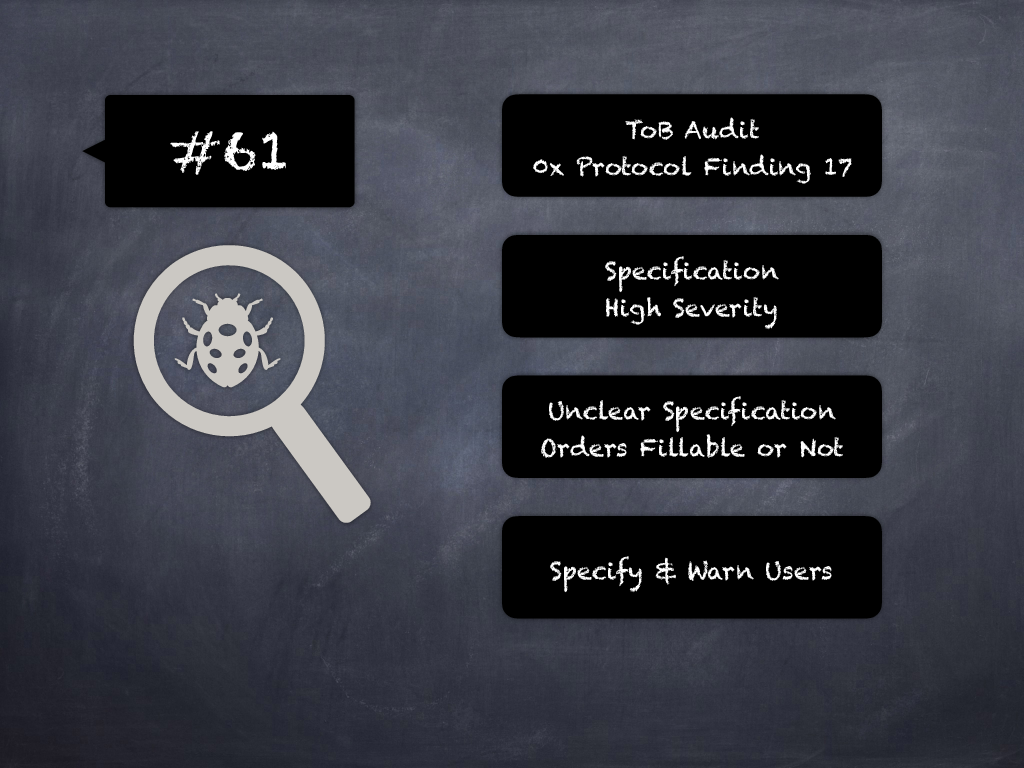 #61
ToB Audit
0x Protocol Finding 17
Specification
High Severity
Unclear Specification
Orders Fillable or Not
Specify & Warn Users